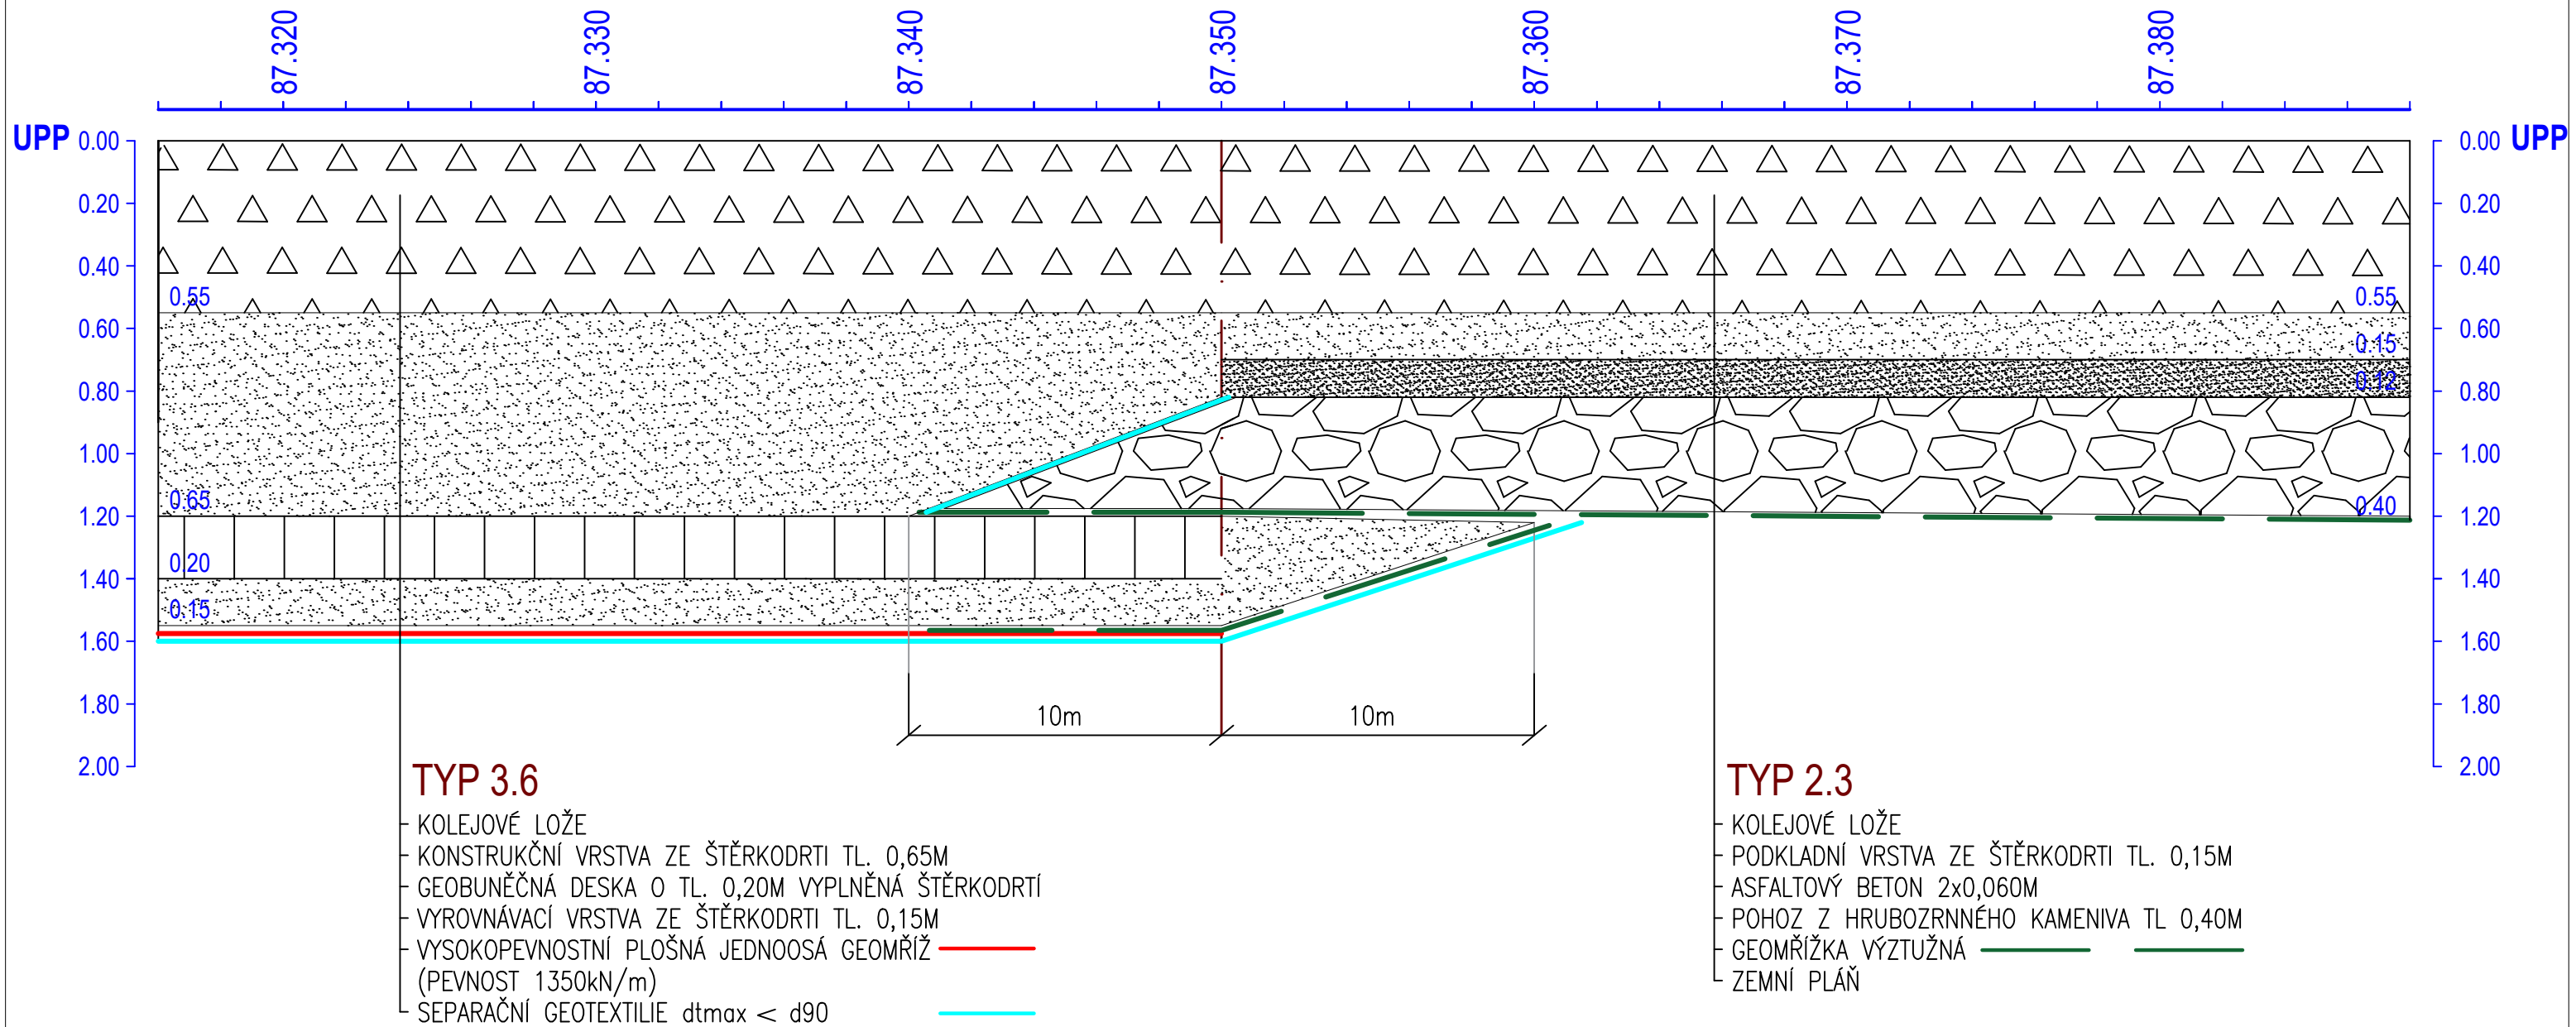 87.320
87.330
87.340
87.350
87.360
87.370
87.380
UPP 0.00
0.20
0.40
0.60
0.80
1.00
1.20
1.40
1.60
1.80
2.00
0.55
0.65
0.20
0.15
0.55
0.15
0.12
0.40
0.00 UPP
0.20
0.40
0.60
0.80
1.00
1.20
1.40
1.60
1.80
2.00
10m
10m
TYP 3.6
KOLEJOVÉ LOŽE
KONSTRUKČNÍ VRSTVA ZE ŠTĚRKODRTI TL. 0,65M
GEOBUNĚČNÁ DESKA O TL. 0,20M VYPLNĚNÁ ŠTĚRKODRTÍ
VYROVNÁVACÍ VRSTVA ZE ŠTĚRKODRTI TL. 0,15M
VYSOKOPEVNOSTNÍ PLOŠNÁ JEDNOOSÁ GEOMŘÍŽ
(PEVNOST 1350kN/m)
SEPARAČNÍ GEOTEXTILIE dtmax < d90
TYP 2.3
KOLEJOVÉ LOŽE
PODKLADNÍ VRSTVA ZE ŠTĚRKODRTI TL. 0,15M
ASFALTOVÝ BETON 2x0,060M
POHOZ Z HRUBOZRNNÉHO KAMENIVA TL 0,40M
GEOMŘÍŽKA VÝZTUŽNÁ
ZEMNÍ PLÁŇ